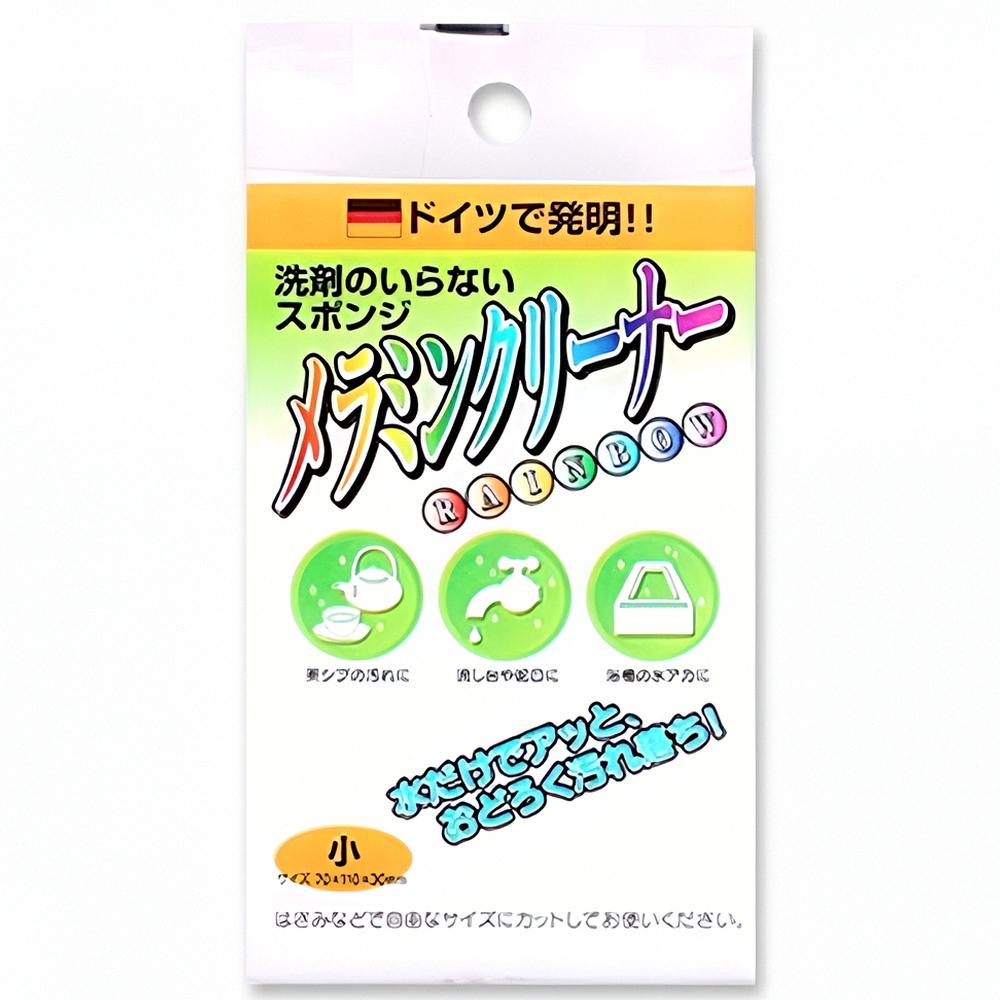 ドイツで発明!!
洗剤のいらない
スポンジ
メラミンクリーナー
RAINBOW
水だけでアッと、
おどろく汚れ落ち!
小
はさみなどで自由なサイズにカットしてお使いください。